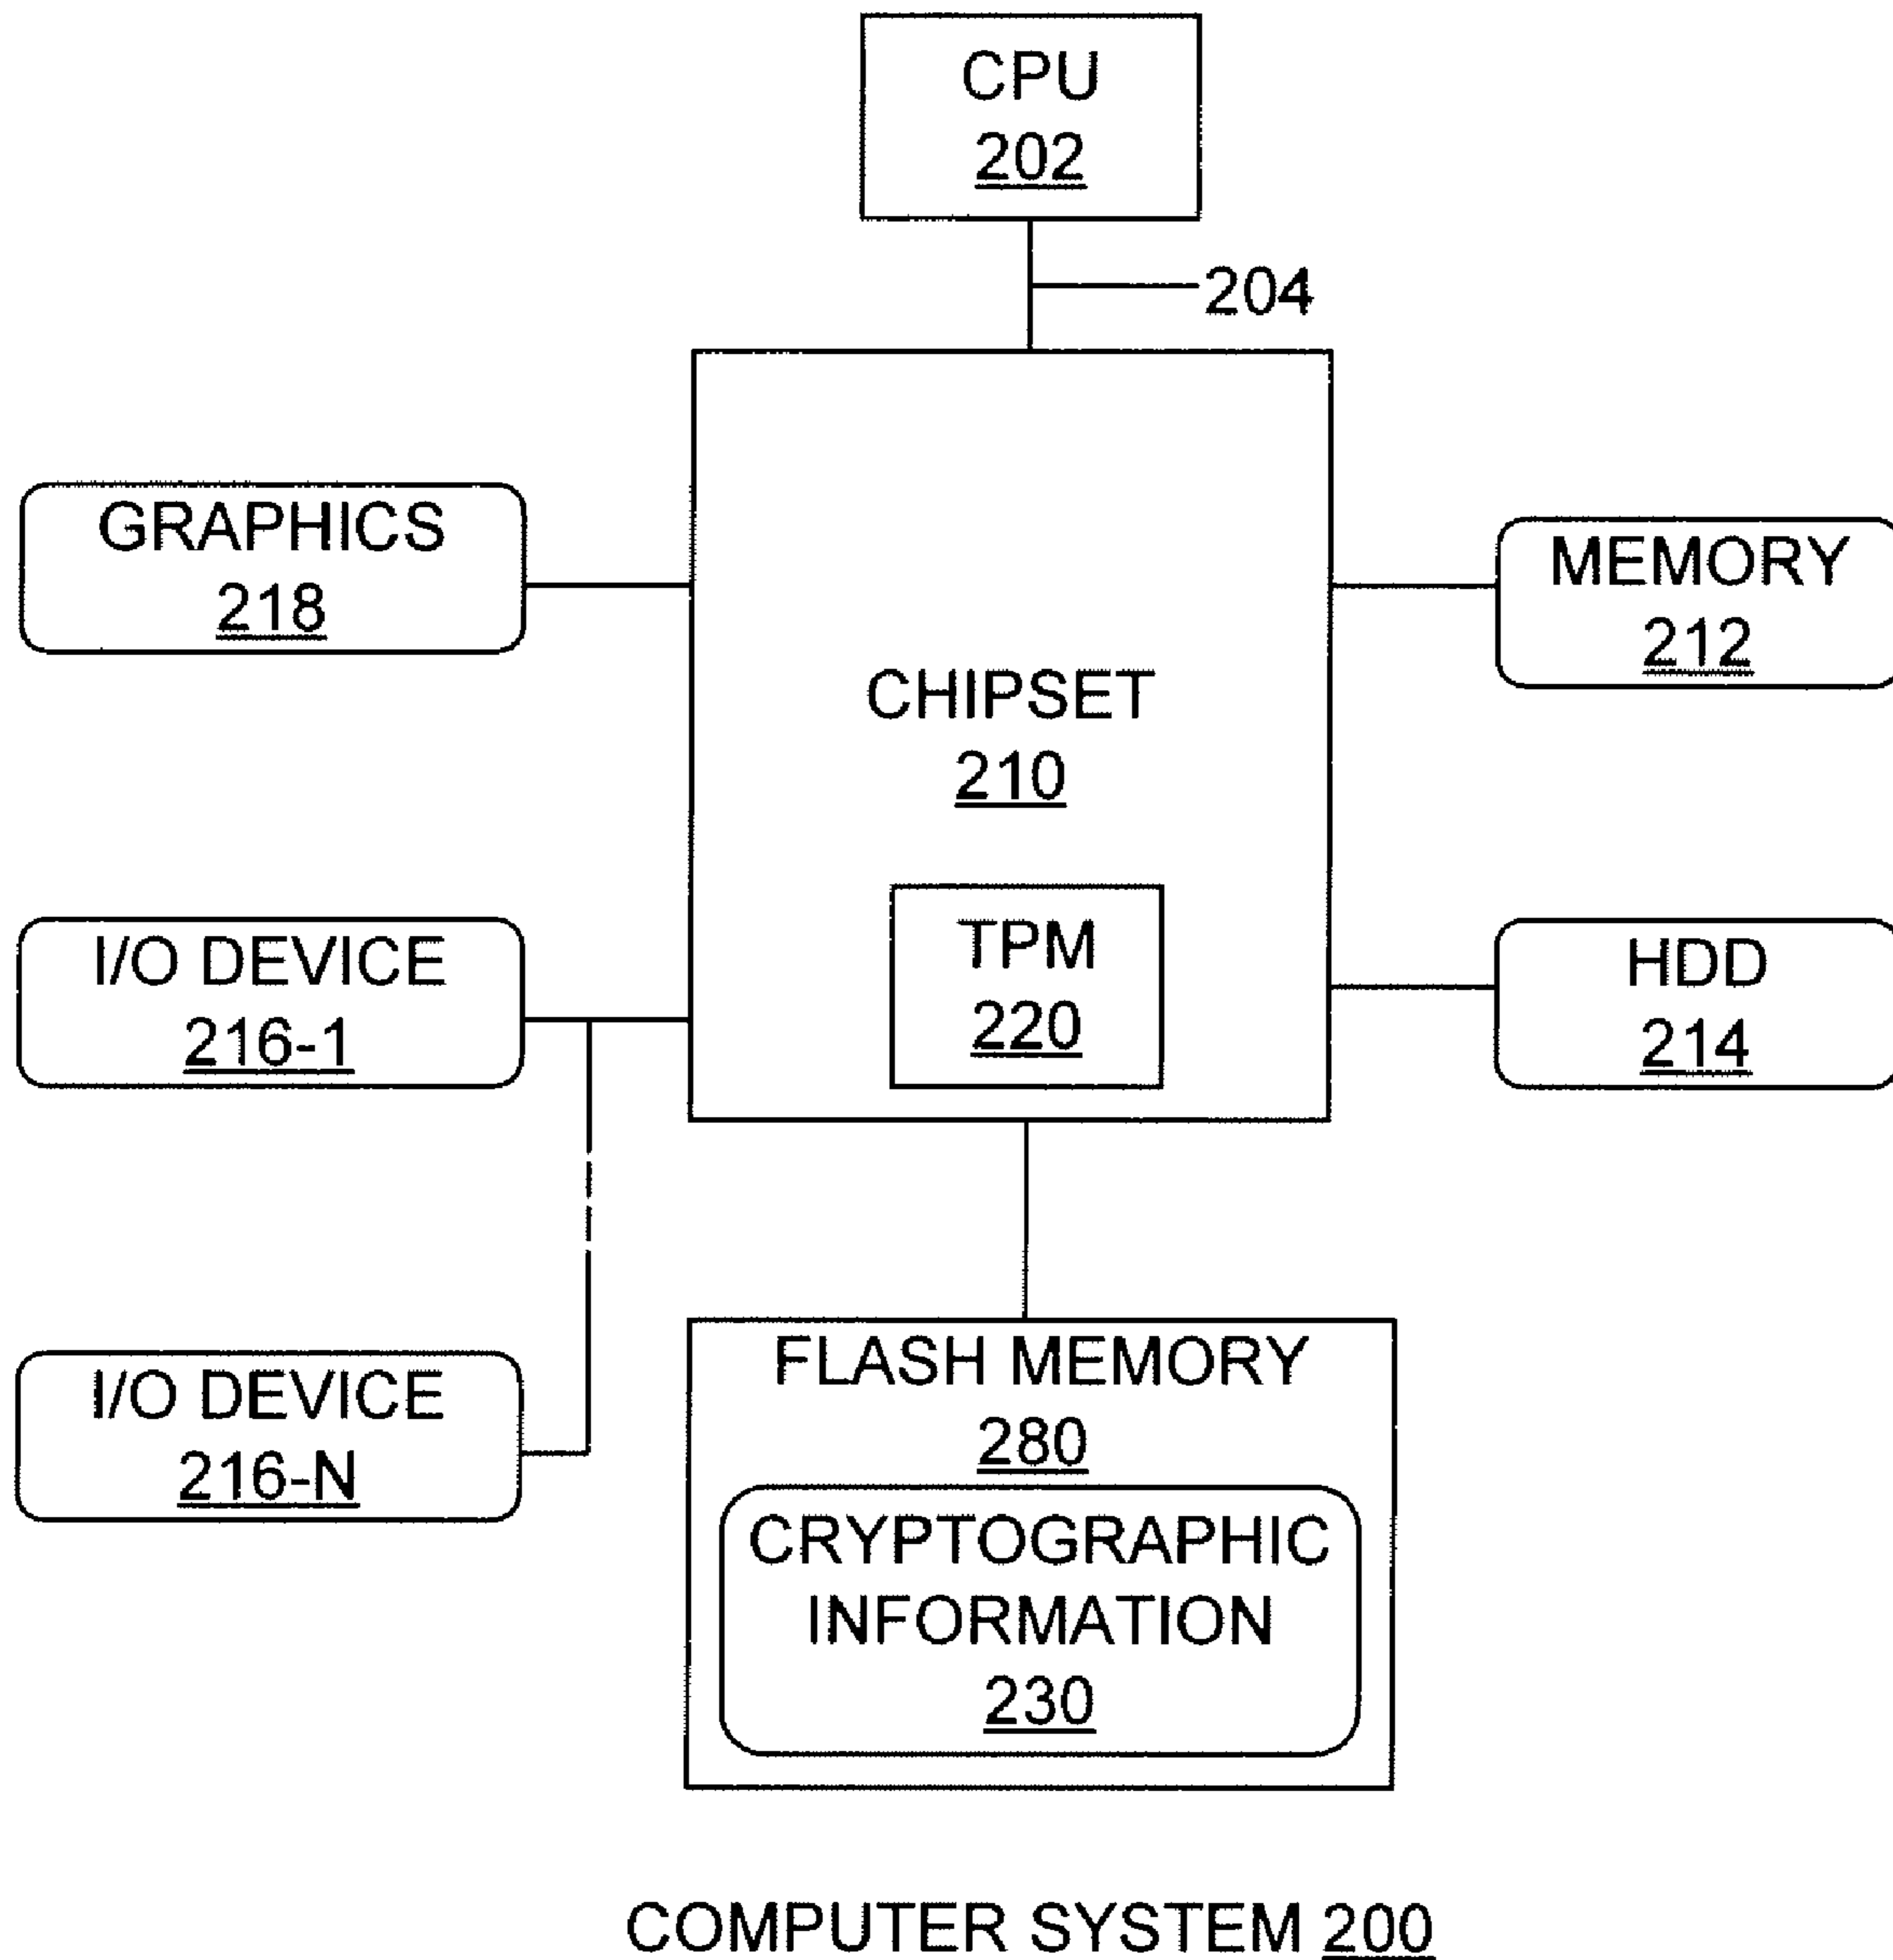 CPU
202
204
GRAPHICS
218
MEMORY
212
CHIPSET
210
I/O DEVICE
216-1
TPM
220
HDD
214
I/O DEVICE
216-N
FLASH MEMORY
280
CRYPTOGRAPHIC
INFORMATION
230
COMPUTER SYSTEM 200